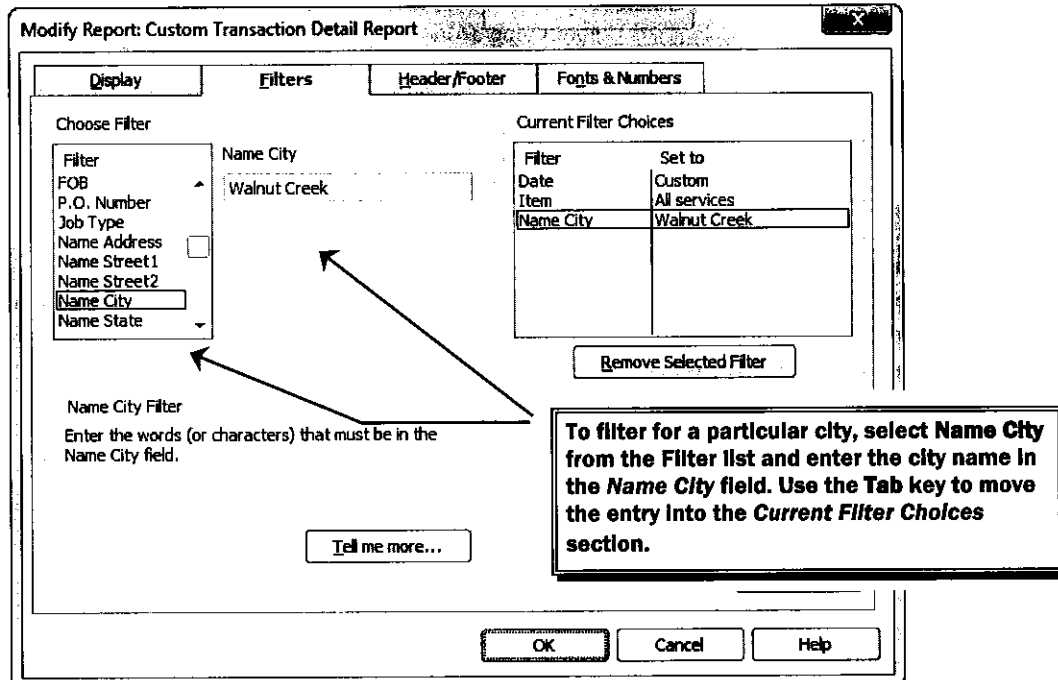 Modify Report: Custom Transaction Detail Report
X
Display
Filters
Header/Footer
Fonts & Numbers
Choose Filter
Filter
FOB
P.O. Number
Job Type
Name Address
Name Street1
Name Street2
Name City
Name State
Name City
Walnut Creek
Current Filter Choices
Filter Set to
Date Custom
Item All services
Name City Walnut Creek
Remove Selected Filter
Name City Filter
Enter the words (or characters) that must be in the
Name City field.
Tell me more...
To filter for a particular city, select Name City
from the Filter list and enter the city name in
the Name City field. Use the Tab key to move
the entry into the Current Filter Choices
section.
OK
Cancel
Help